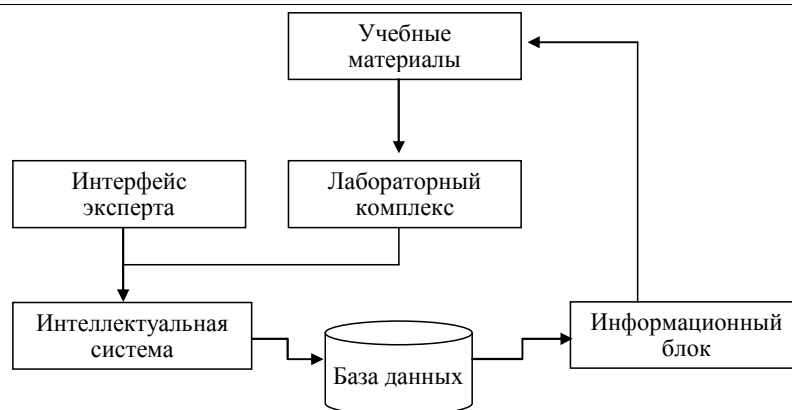 Учебные
материалы
Интерфейс
эксперта
Лабораторный
комплекс
Интеллектуальная
система
База данных
Информационный
блок